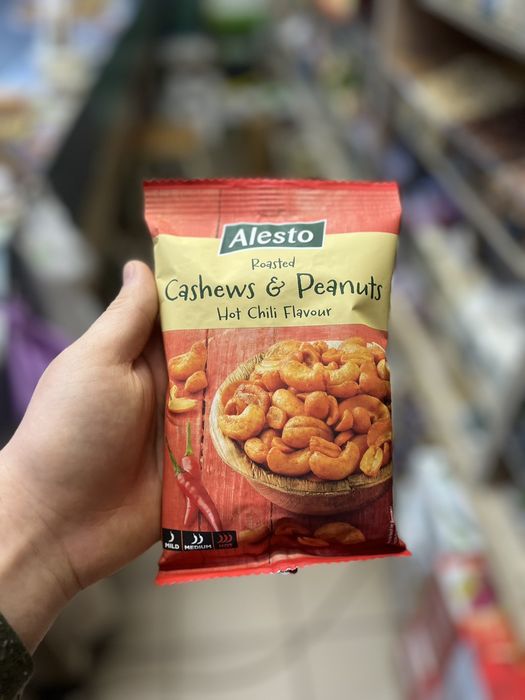 Alesto
Roasted
Cashews & Peanuts
Hot Chili Flavour
MILD MEDIUM HOT